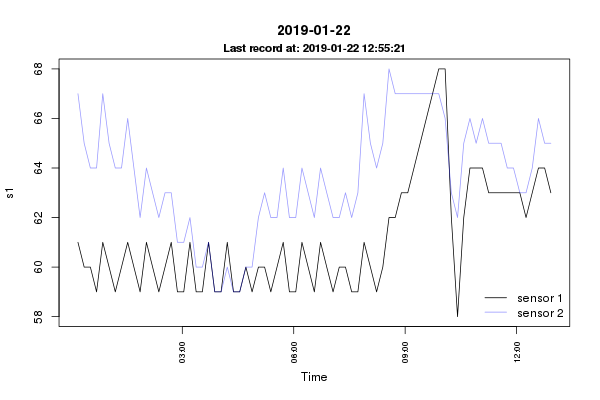 2019-01-22
Last record at: 2019-01-22 12:55:21
68
66
64
62
60
58
s1
sensor 1
sensor 2
03:00
06:00
09:00
12:00
Time